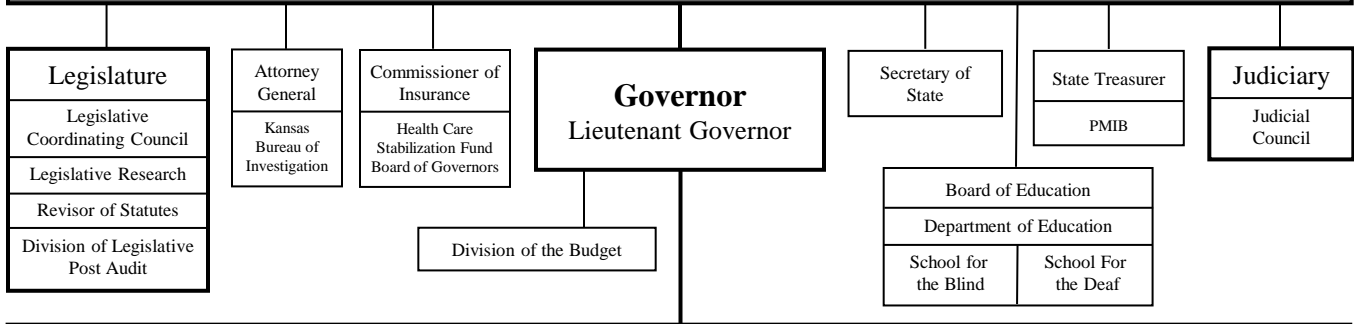 Legislature
Legislative
Coordinating Council
Legislative Research
Revisor of Statutes
Division of Legislative
Post Audit
Attorney
General
Kansas
Bureau of
Investigation
Commissioner of
Insurance
Health Care
Stabilization Fund
Board of Governors
Governor
Lieutenant Governor
Division of the Budget
Secretary of
State
Board of Education
Department of Education
School for
the Blind
School For
the Deaf
State Treasurer
PMIB
Judiciary
Judicial
Council